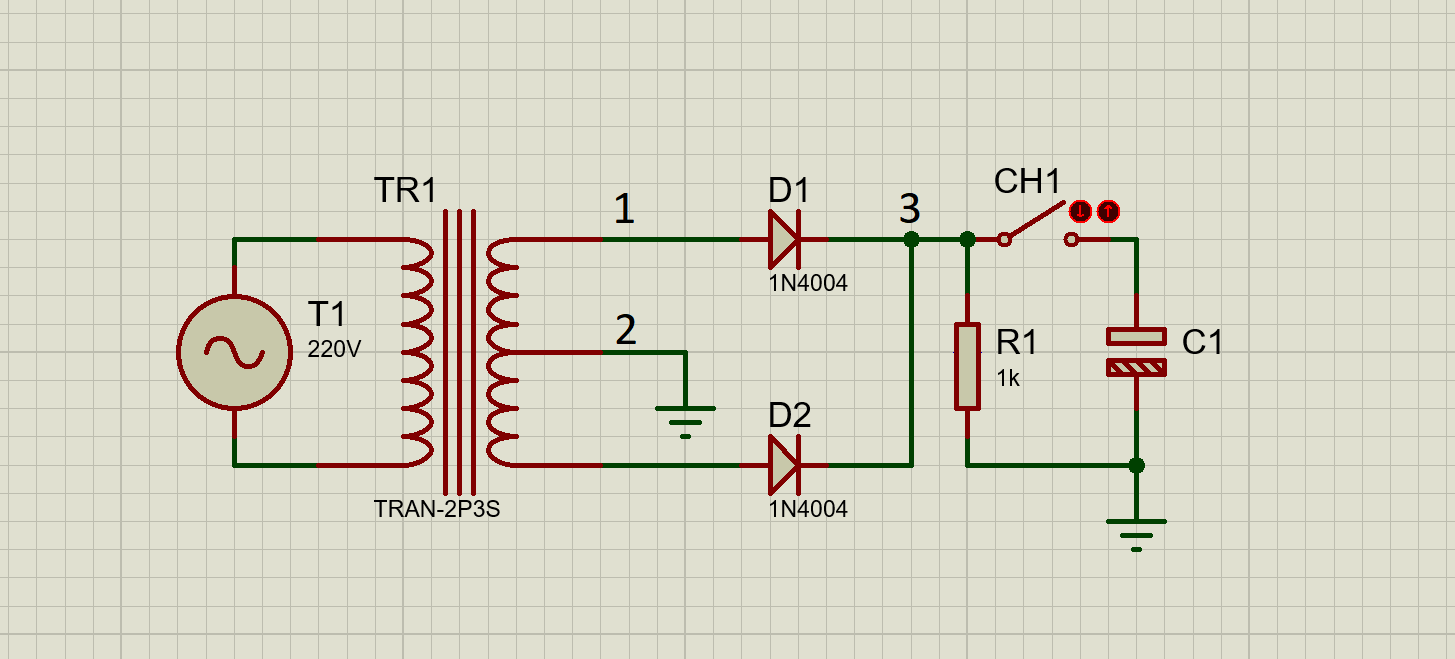 TR1
T1
220V
TRAN-2P3S
1
2
D1
1N4004
D2
1N4004
3
CH1
R1
1k
C1